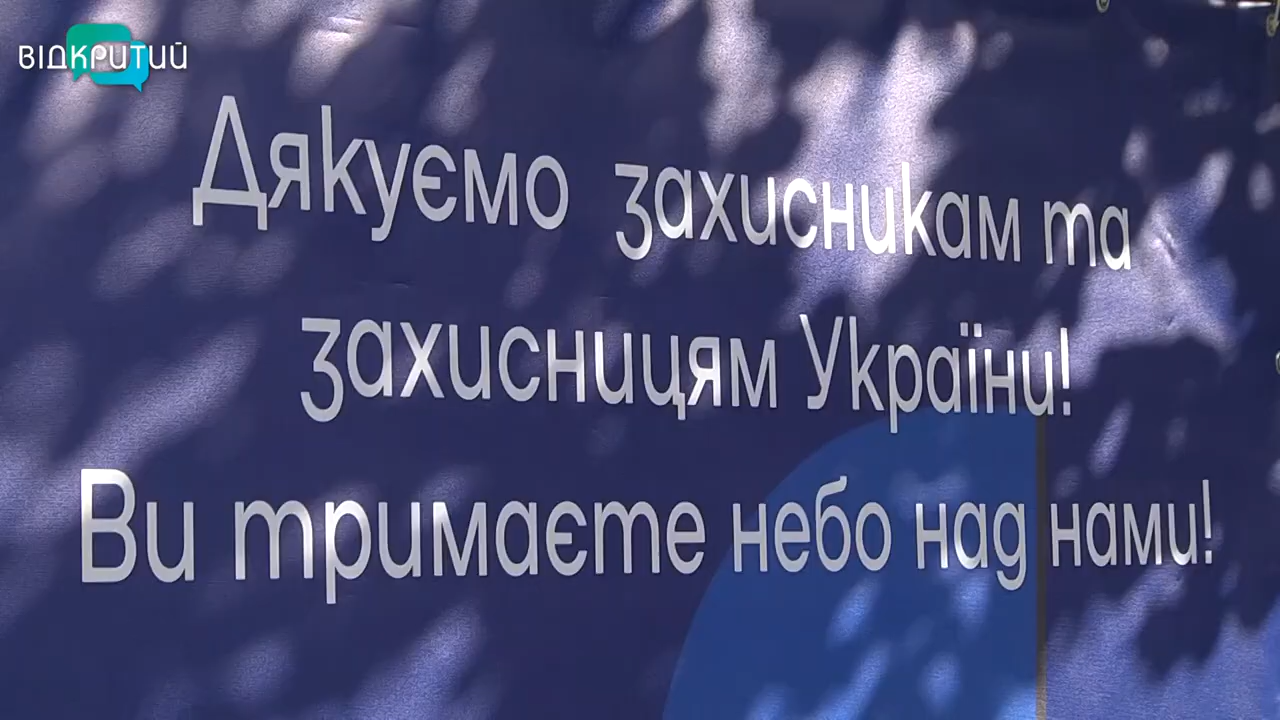 ВІДКРИТИЙ
Дякуємо захисникам та
захисницям України!
Ви тримаєте небо над нами!